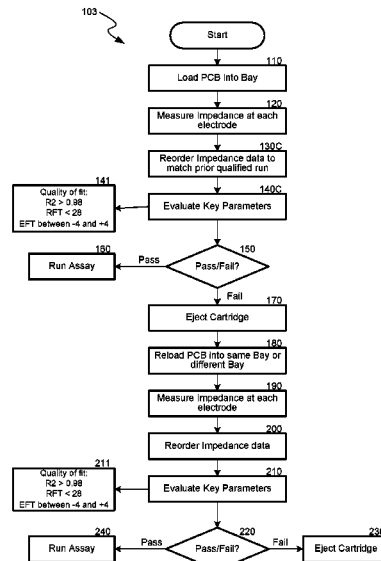 103
Start
110
Load PCB Into Bay
120
Measure Impedance at each
electrode
130C
Reorder Impedance data to
match prior qualified run
141
Quality of fit:
R2 > 0.98
RFT < 28
EFT between -4 and +4
140C
Evaluate Key Parameters
160
Run Assay
Pass
150
Pass/Fail?
Fail
170
Eject Cartridge
180
Reload PCB into same Bay or
different Bay
190
Measure Impedance at each
electrode
200
Reorder Impedance data
211
Quality of fit:
R2 > 0.98
RFT < 28
EFT between -4 and +4
210
Evaluate Key Parameters
240
Run Assay
Pass
220
Pass/Fail?
Fail
230
Eject Cartridge